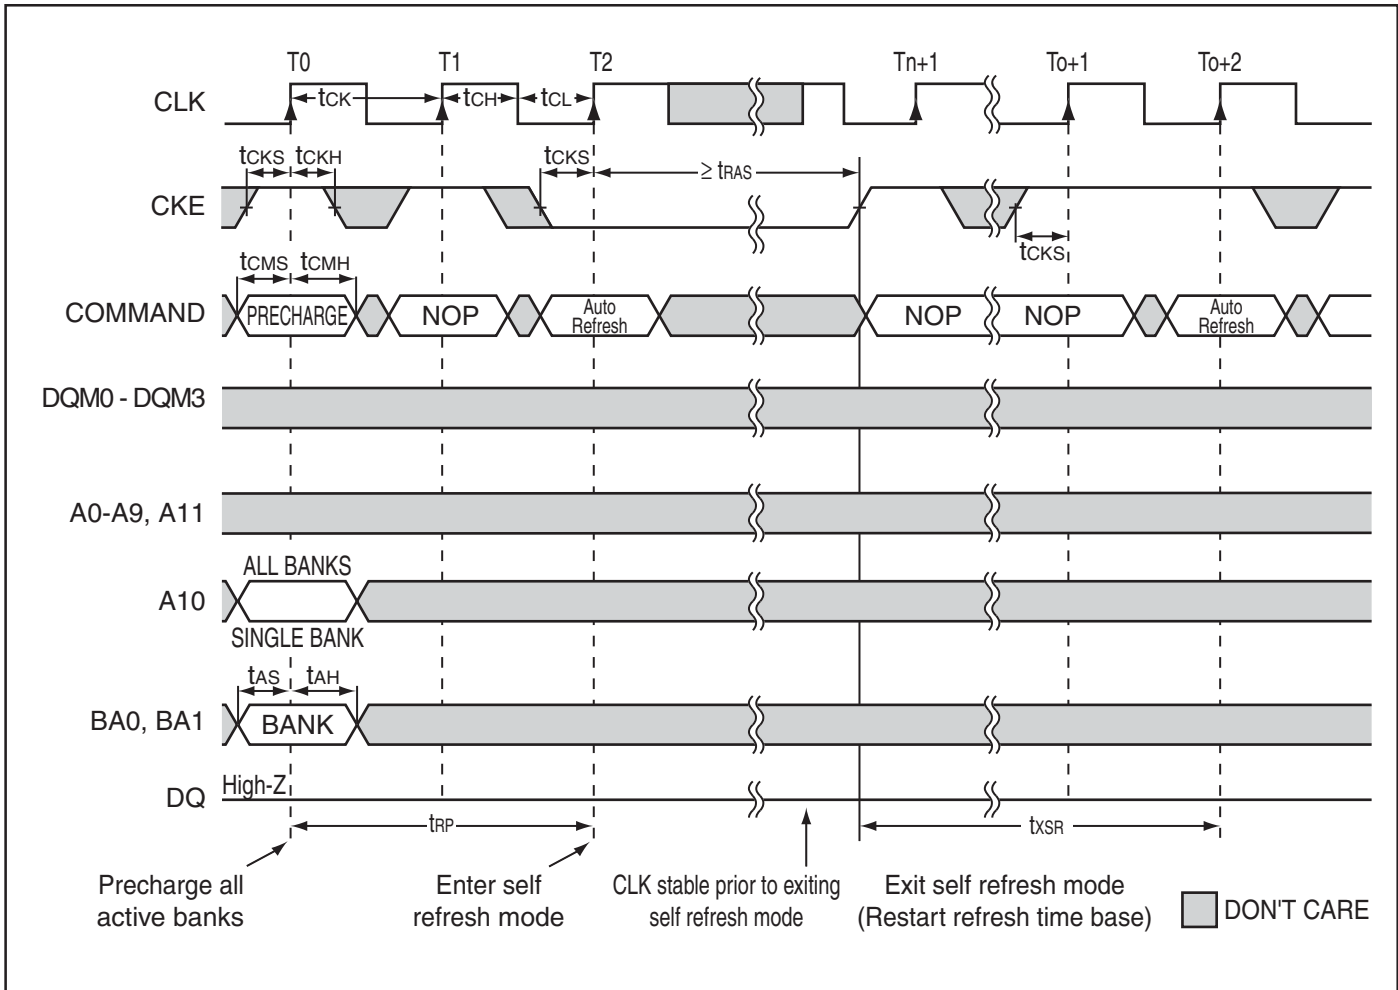 T0 T1 T2 Tn+1 To+1 To+2
CLK tCK tCH tCL
tCKS tCKH tCKS ≥ tRAS
CKE
tCKS
tCMS tCMH
COMMAND PRECHARGE NOP Auto Refresh NOP NOP Auto Refresh
DQM0 - DQM3
A0-A9, A11
ALL BANKS
A10
SINGLE BANK
tAS tAH
BA0, BA1 BANK
DQ High-Z
tRP tXSR
Precharge all
active banks
Enter self
refresh mode
CLK stable prior to exiting
self refresh mode
Exit self refresh mode
(Restart refresh time base)
DON'T CARE